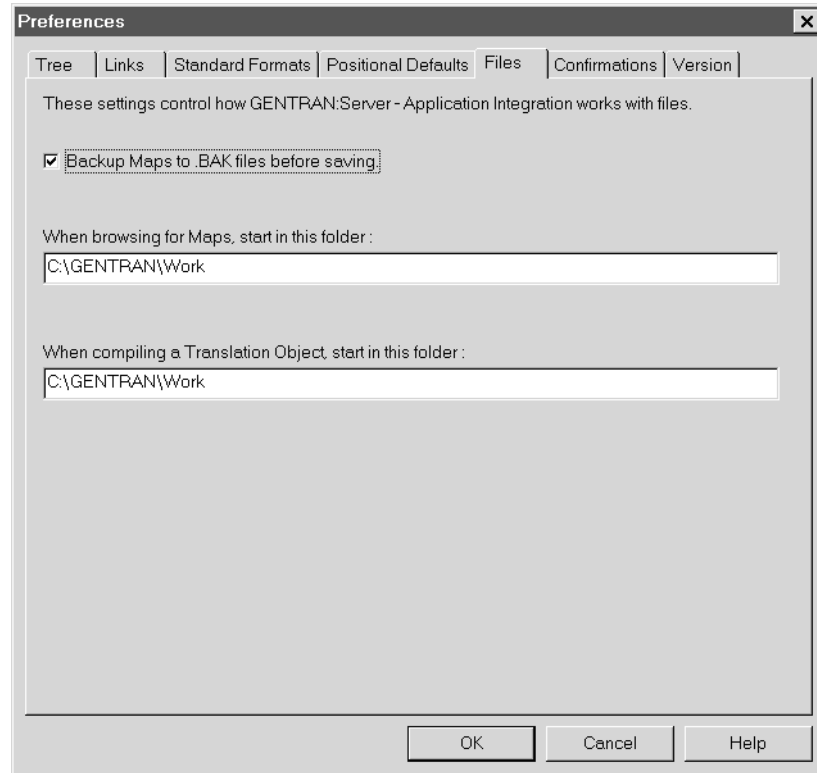 Preferences
Tree Links Standard Formats Positional Defaults Files Confirmations Version
These settings control how GENTRAN:Server - Application Integration works with files.
Backup Maps to .BAK files before saving.
When browsing for Maps, start in this folder :
C:\GENTRAN\Work
When compiling a Translation Object, start in this folder :
C:\GENTRAN\Work
OK Cancel Help